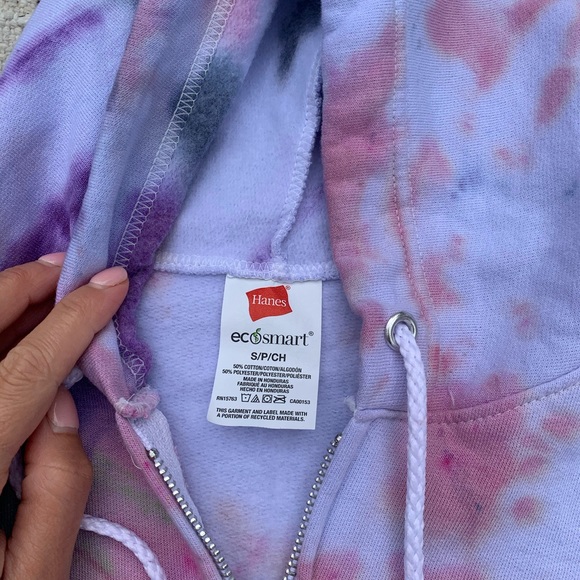 Hanes
ecosmart®
S/P/CH
50% COTTON/COTON/ALGODÓN
50% POLYESTER/POLYESTER/POLIÉSTER
MADE IN HONDURAS
FABRIQUÉ AU HONDURAS
HECHO EN HONDURAS
RN15763 CA00153
THIS GARMENT AND LABEL MADE WITH
A PORTION OF RECYCLED MATERIAL.